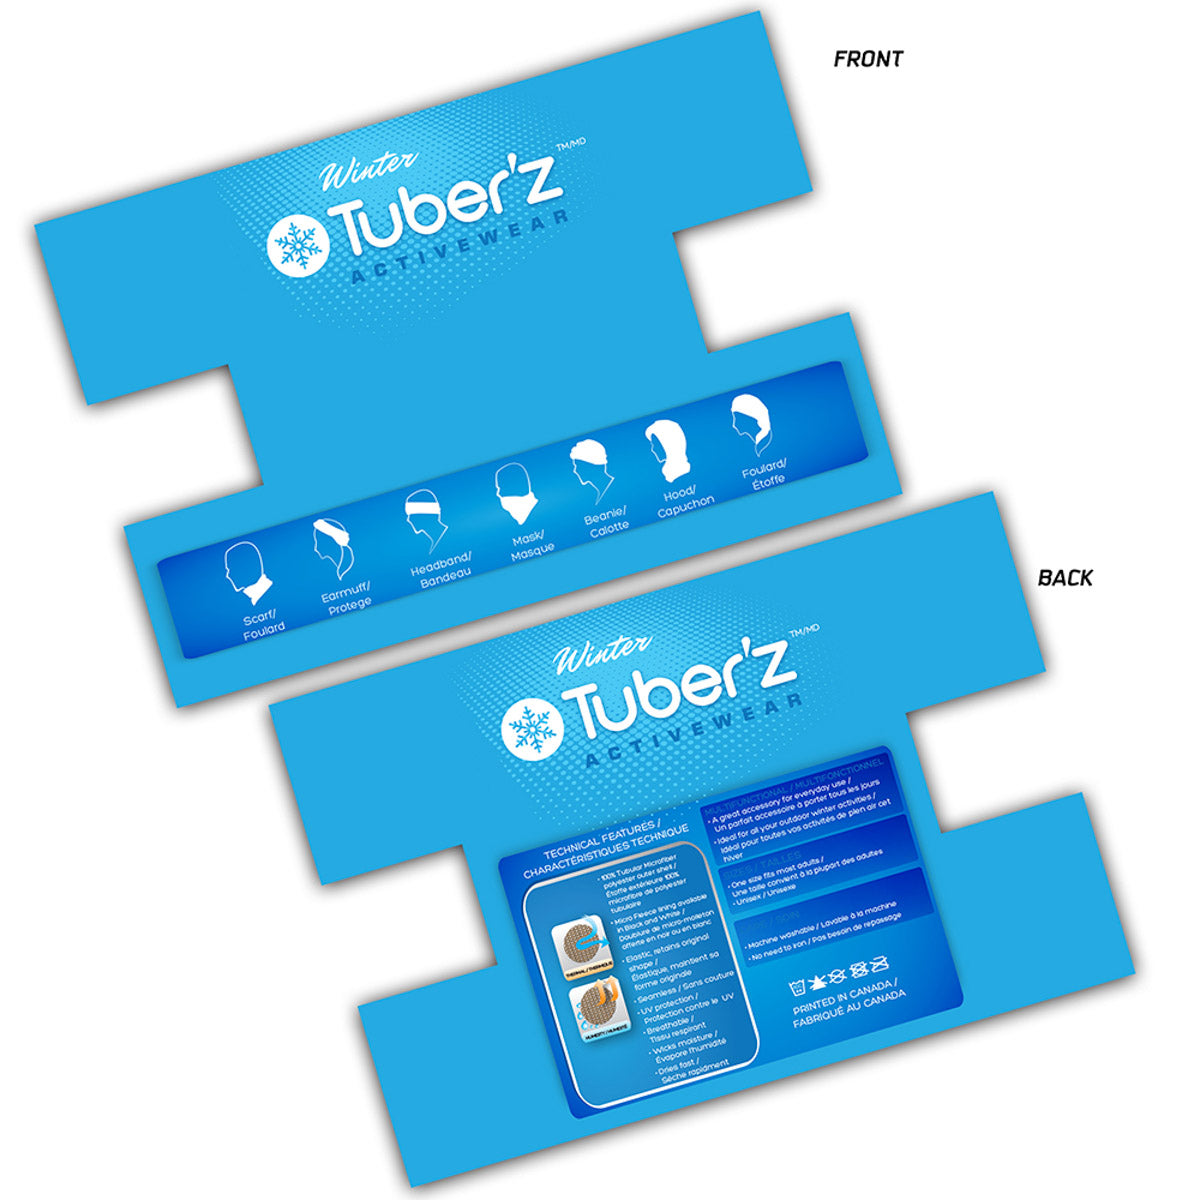 FRONT
Winter
Tuber'z TM/MD
ACTIVEWEAR
Scarf/
Foulard
Earmuff/
Protege
Headband/
Bandeau
Mask/
Masque
Beanie/
Calotte
Hood/
Capuchon
Foulard/
Étoffe
BACK
Winter
Tuber'z TM/MD
ACTIVEWEAR
TECHNICAL FEATURES /
CHARACTÉRISTIQUES TECHNIQUE
• 100% Tubular Microfiber
polyester outer shell /
Étoffe extérieure 100%
microfibre de polyester
tubulaire
• Micro Fleece lining available
in Black and White /
Doublure de micro-molleton
offerte en noir ou en blanc
• Elastic, retains original
shape /
Élastique, maintient sa
forme originale
• Seamless / Sans couture
• UV protection /
Protection contre le UV
• Breathable /
Tissu respirant
• Wicks moisture /
Évapore l'humidité
• Dries fast /
Sèche rapidment
THERMAL / THERMIQUE
HUMIDITY / HUMIDITÉ
MULTIFUNCTIONAL / MULTIFONCTIONNEL
• A great accessory for everyday use /
Un parfait accessoire à porter tous les jours
• Ideal for all your outdoor winter activities /
Idéal pour toutes vos activités de plen air cet
hiver
SIZES / TAILLES
• One size fits most adults /
Une taille convient à la plupart des adultes
• Unisex / Unisexe
/ SOIN
• Machine washable / Lavable à la machine
• No need to iron / Pas besoin de repassage
PRINTED IN CANADA /
FABRIQUÉ AU CANADA